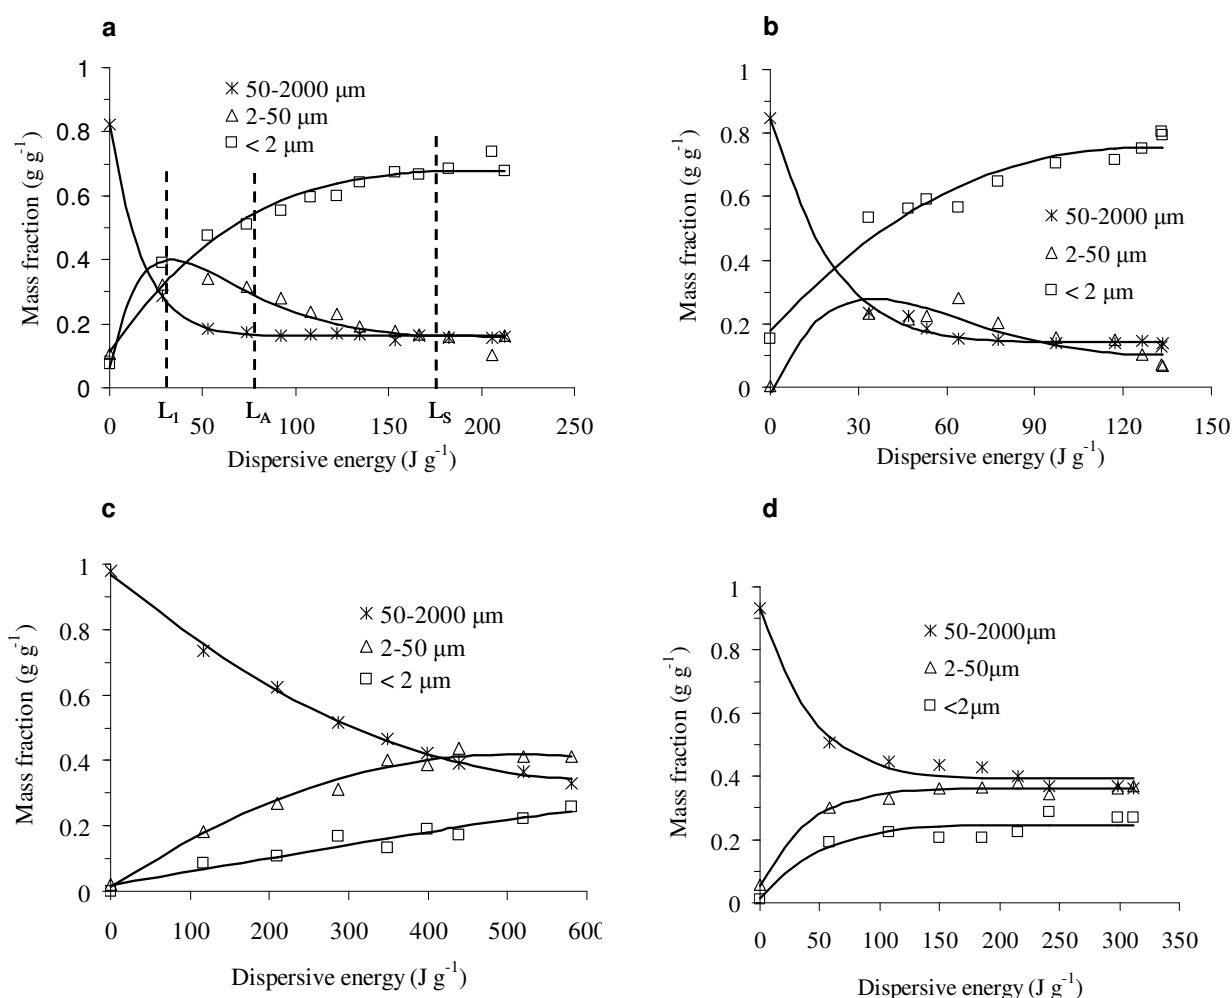 a
1
0.8
0.6
0.4
0.2
0
Mass fraction (g g-1)
50-2000 µm
2-50 µm
< 2 µm
L1
LA
LS
0
50
100
150
200
250
Dispersive energy (J g-1)
b
1
0.8
0.6
0.4
0.2
0
Mass fraction (g g-1)
50-2000 µm
2-50 µm
< 2 µm
0
30
60
90
120
150
Dispersive energy (J g-1)
c
1
0.8
0.6
0.4
0.2
0
Mass fraction (g g-1)
50-2000 µm
2-50 µm
< 2 µm
0
100
200
300
400
500
600
Dispersive energy (J g-1)
d
1
0.8
0.6
0.4
0.2
0
Mass fraction (g g-1)
50-2000µm
2-50µm
<2µm
0
50
100
150
200
250
300
350
Dispersive energy (J g-1)